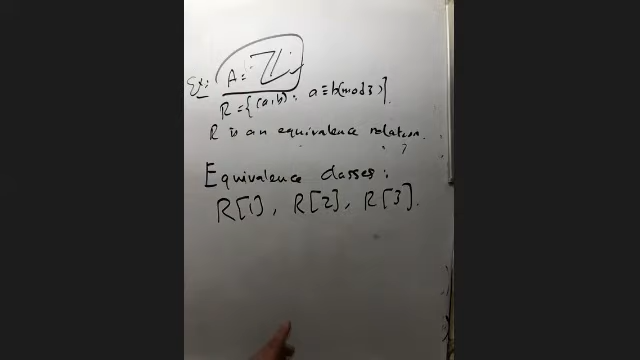 Ex: A = ℤ
R = {(a,b): a ≡ b(mod 3)}
R is an equivalence relation.
Equivalence classes:
R[1], R[2], R[3].